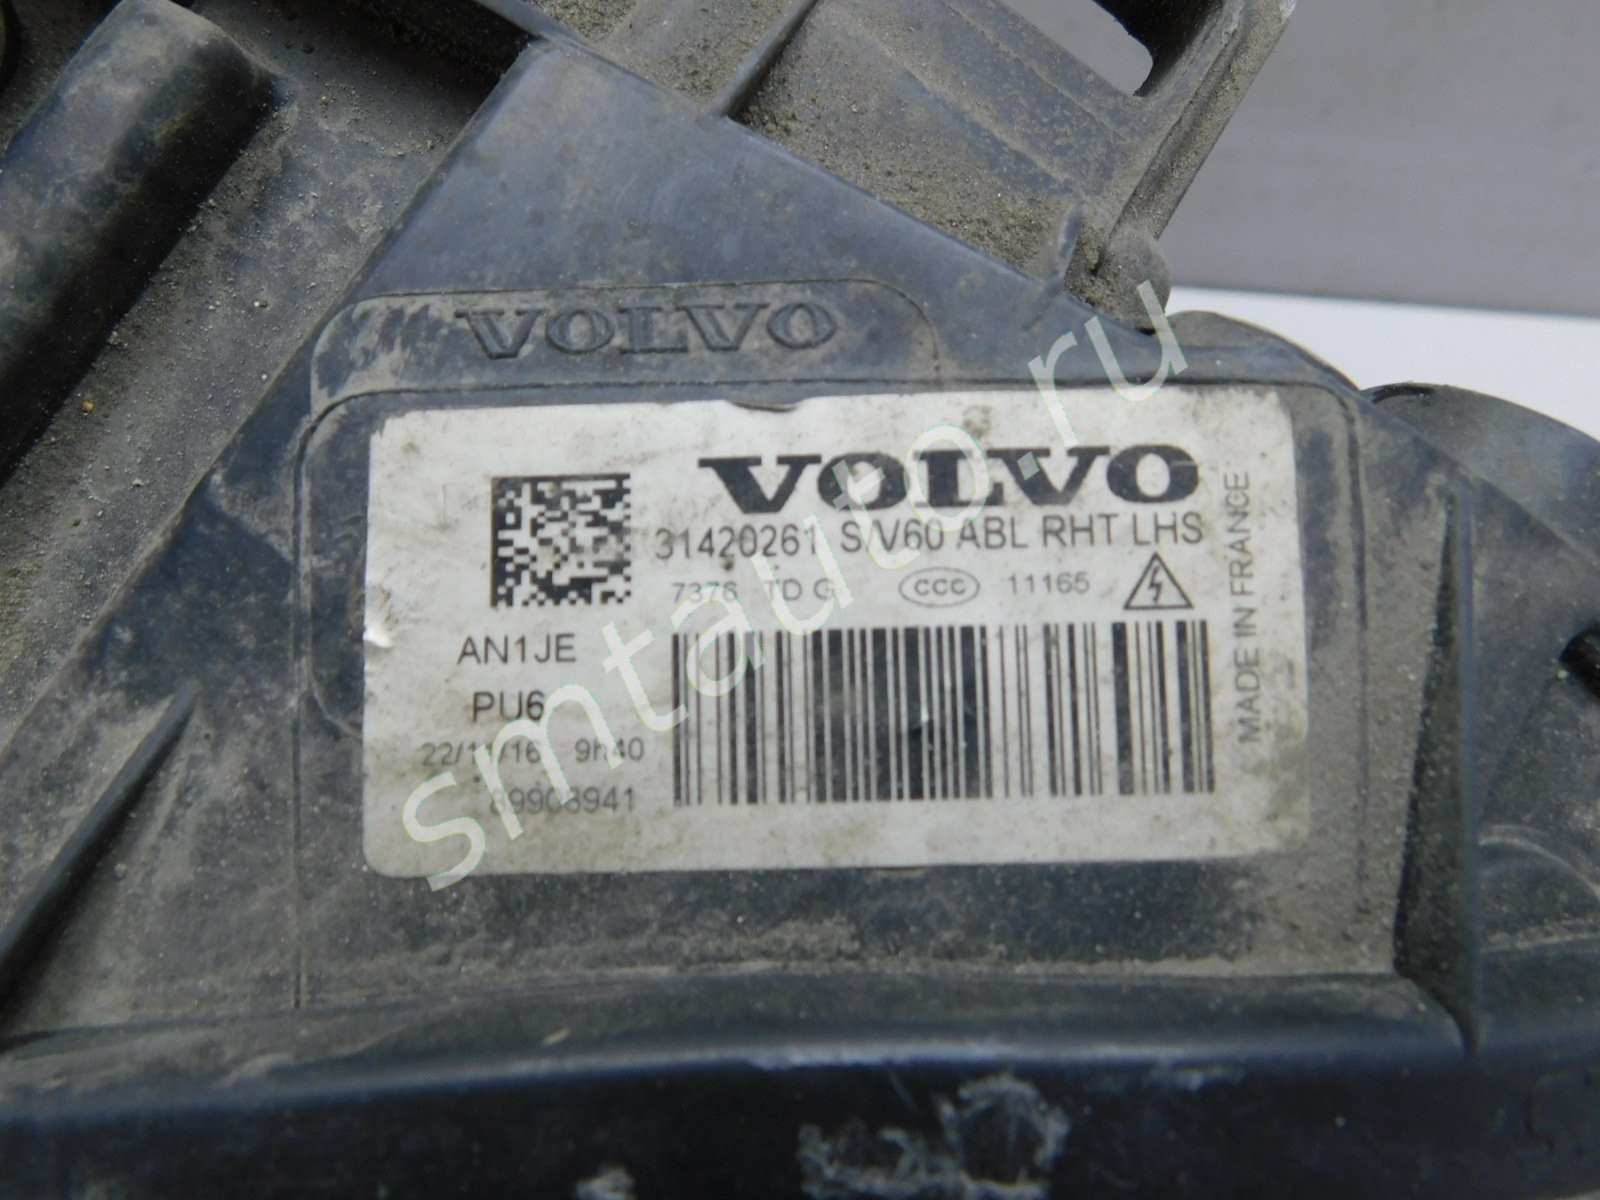 VOLVO
VOLVO
31420261 S/V60 ABL RHT LHS
7376 TD G CCC 11165
MADE IN FRANCE
AN1JE
PU6
22/11/16 9h40
89908941
smtauto.ru